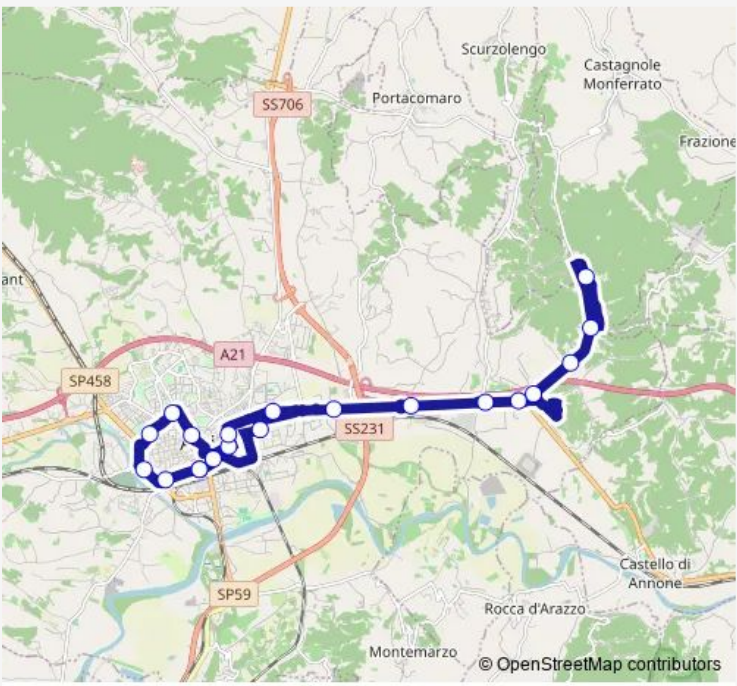 Scurzolengo
Castagnole
Monferrato
SS706
Portacomaro
Frazione
ant
A21
SP458
SS231
Castello di
Annone
SP59
Rocca d'Arazzo
Montemarzo
© OpenStreetMap contributors